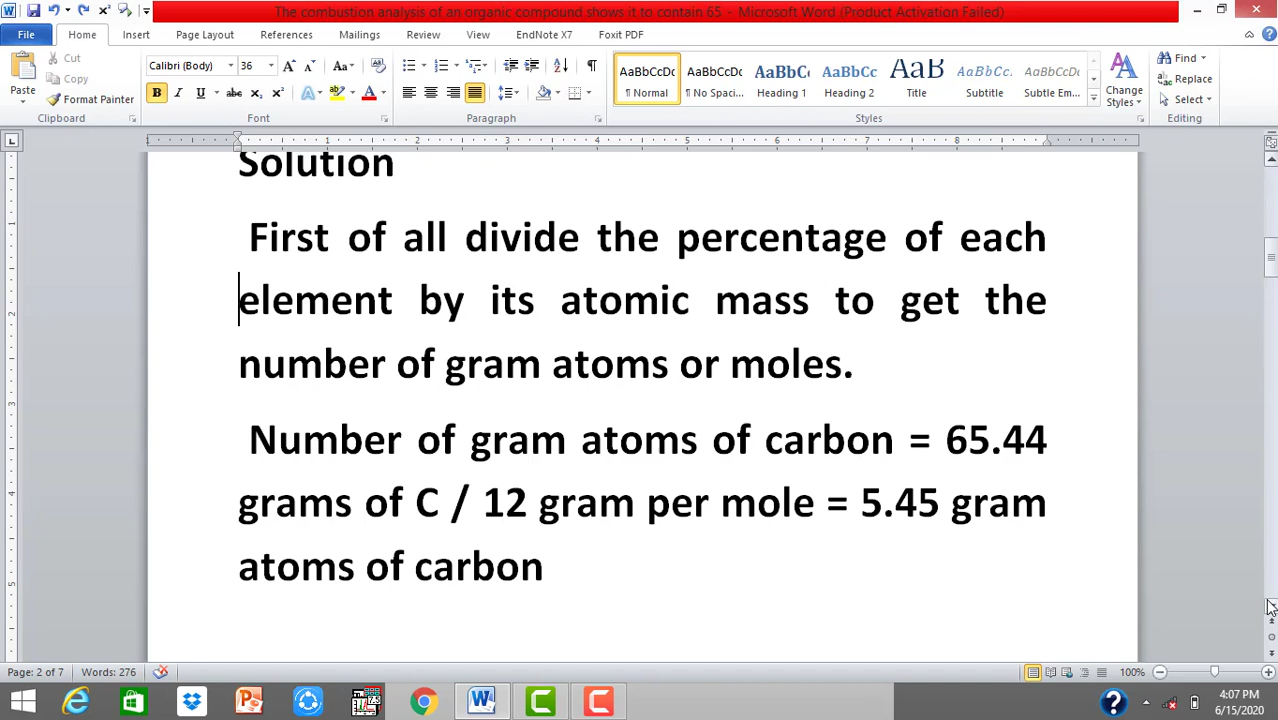 The combustion analysis of an organic compound shows it to contain 65 - Microsoft Word (Product Activation Failed)
File Home Insert Page Layout References Mailings Review View EndNote X7 Foxit PDF
Paste Cut Copy Format Painter
Calibri (Body) 36
AaBbCcDc AaBbCcDc AaBbCc AaBbCc AaB AaBbCcL AaBbCcDc
Normal No Spaci... Heading 1 Heading 2 Title Subtitle Subtle Em...
Change Styles
Find Replace Select
Clipboard Font Paragraph Styles Editing
Solution
First of all divide the percentage of each
element by its atomic mass to get the
number of gram atoms or moles.
Number of gram atoms of carbon = 65.44
grams of C / 12 gram per mole = 5.45 gram
atoms of carbon
Page: 2 of 7 Words: 276 100%
4:07 PM
6/15/2020